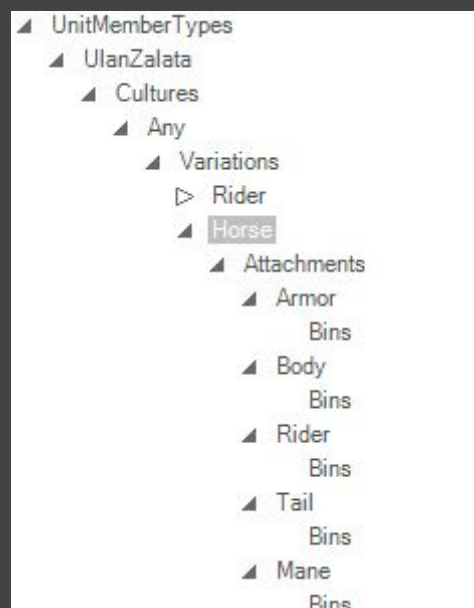 UnitMemberTypes
UlanZalata
Cultures
Any
Variations
Rider
Horse
Attachments
Armor
Bins
Body
Bins
Rider
Bins
Tail
Bins
Mane
Bins